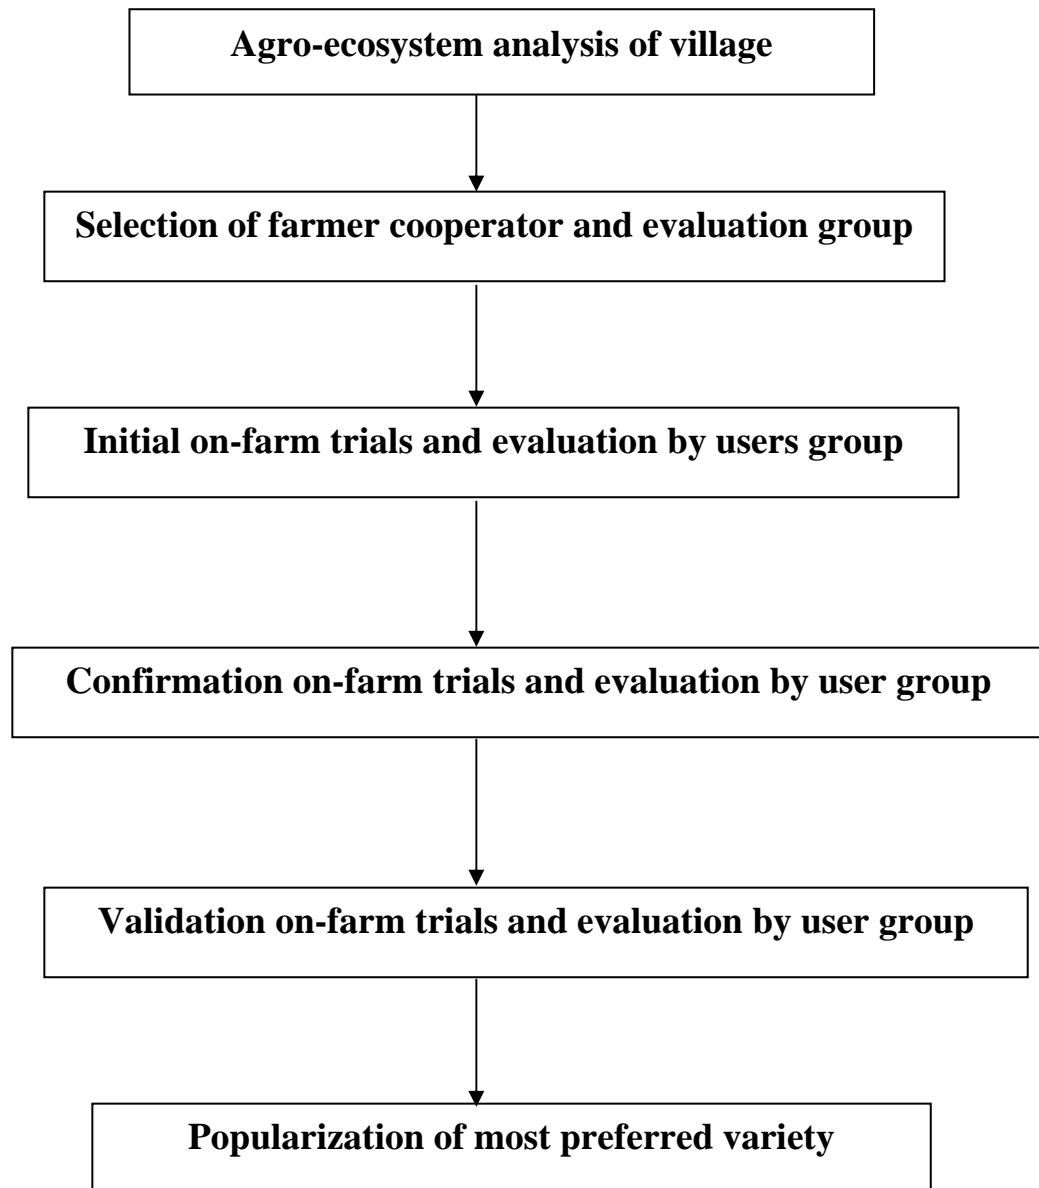 Agro-ecosystem analysis of village
Selection of farmer cooperator and evaluation group
Initial on-farm trials and evaluation by users group
Confirmation on-farm trials and evaluation by user group
Validation on-farm trials and evaluation by user group
Popularization of most preferred variety